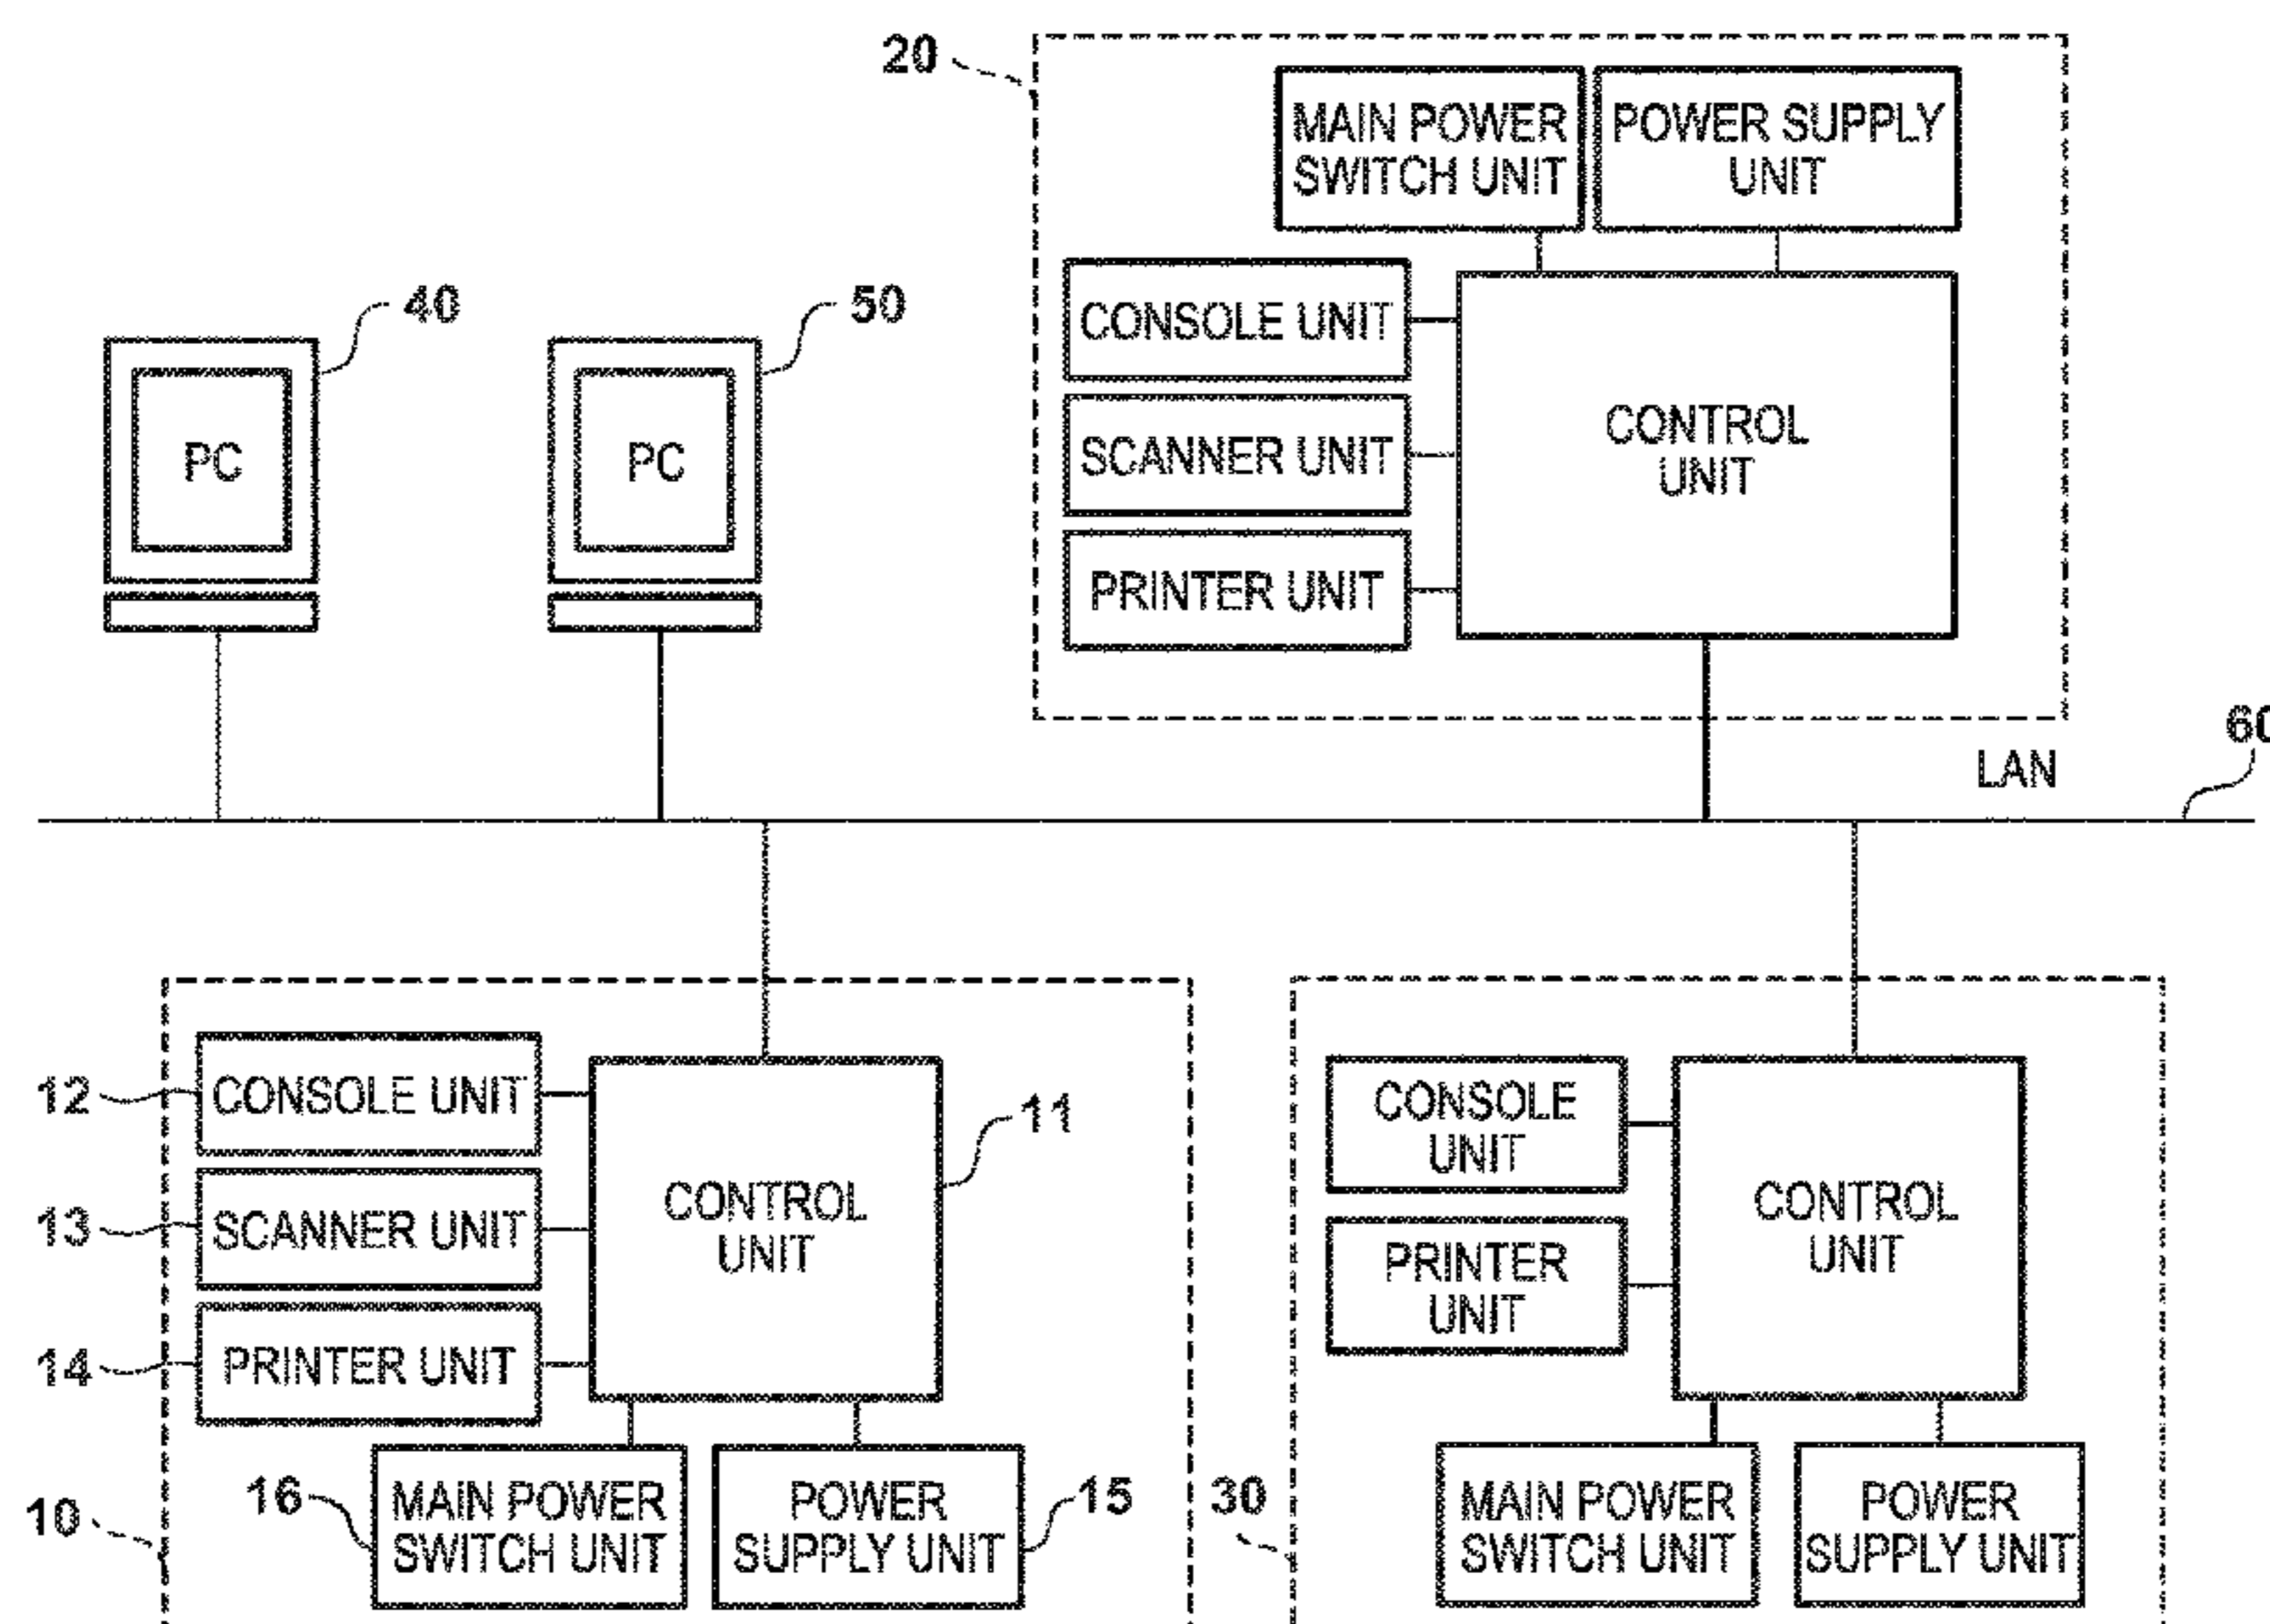 20
MAIN POWER
SWITCH UNIT
POWER SUPPLY
UNIT
CONSOLE UNIT
SCANNER UNIT
PRINTER UNIT
CONTROL
UNIT
40
PC
50
PC
LAN
60
12
CONSOLE UNIT
13
SCANNER UNIT
14
PRINTER UNIT
CONTROL
UNIT
11
16
MAIN POWER
SWITCH UNIT
POWER
SUPPLY UNIT
15
10
CONSOLE
UNIT
PRINTER
UNIT
CONTROL
UNIT
30
MAIN POWER
SWITCH UNIT
POWER
SUPPLY UNIT